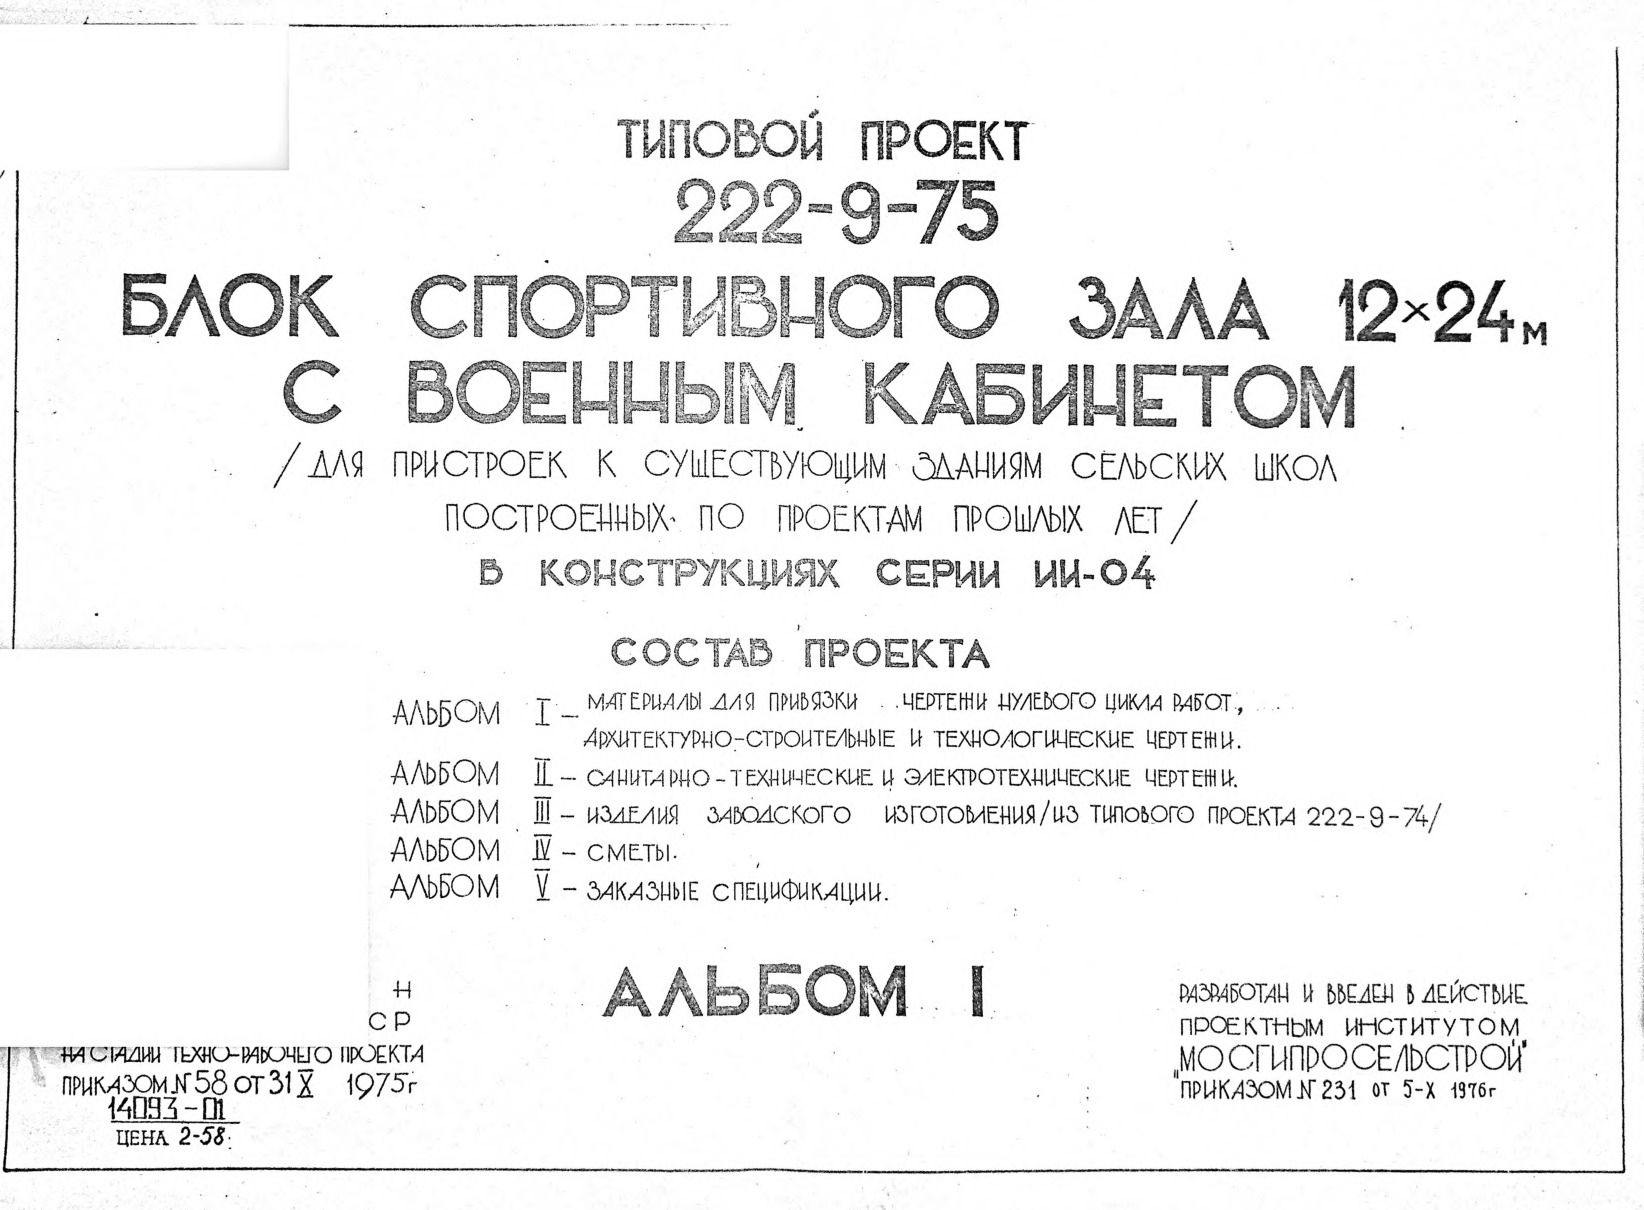 ТИПОВОЙ ПРОЕКТ
222-9-75
БЛОК СПОРТИВНОГО ЗАЛА 12×24м
С ВОЕННЫМ КАБИНЕТОМ
/ДЛЯ ПРИСТРОЕК К СУЩЕСТВУЮЩИМ ЗДАНИЯМ СЕЛЬСКИХ ШКОЛ
ПОСТРОЕННЫХ ПО ПРОЕКТАМ ПРОШЛЫХ ЛЕТ/
В КОНСТРУКЦИЯХ СЕРИИ ИИ-04
СОСТАВ ПРОЕКТА
АЛЬБОМ I – МАТЕРИАЛЫ ДЛЯ ПРИВЯЗКИ ..ЧЕРТЕЖИ НУЛЕВОГО ЦИКЛА РАБОТ.,
АРХИТЕКТУРНО-СТРОИТЕЛЬНЫЕ И ТЕХНОЛОГИЧЕСКИЕ ЧЕРТЕЖИ.
АЛЬБОМ II – САНИТАРНО-ТЕХНИЧЕСКИЕ И ЭЛЕКТРОТЕХНИЧЕСКИЕ ЧЕРТЕЖИ.
АЛЬБОМ III – ИЗДЕЛИЯ ЗАВОДСКОГО ИЗГОТОВЛЕНИЯ/ИЗ ТИПОВОГО ПРОЕКТА 222-9-74/
АЛЬБОМ IV – СМЕТЫ.
АЛЬБОМ V – ЗАКАЗНЫЕ СПЕЦИФИКАЦИИ.
АЛЬБОМ I
Н
СР
НА СТАДИИ ТЕХНО-РАБОЧЕГО ПРОЕКТА
ПРИКАЗОМ N 58 ОТ 31 X 1975г
14093-01
ЦЕНА 2-58
РАЗРАБОТАН И ВВЕДЕН В ДЕЙСТВИЕ
ПРОЕКТНЫМ ИНСТИТУТОМ
"МОСГИПРОСЕЛЬСТРОЙ"
ПРИКАЗОМ N 231 ОТ 5-X 1976г